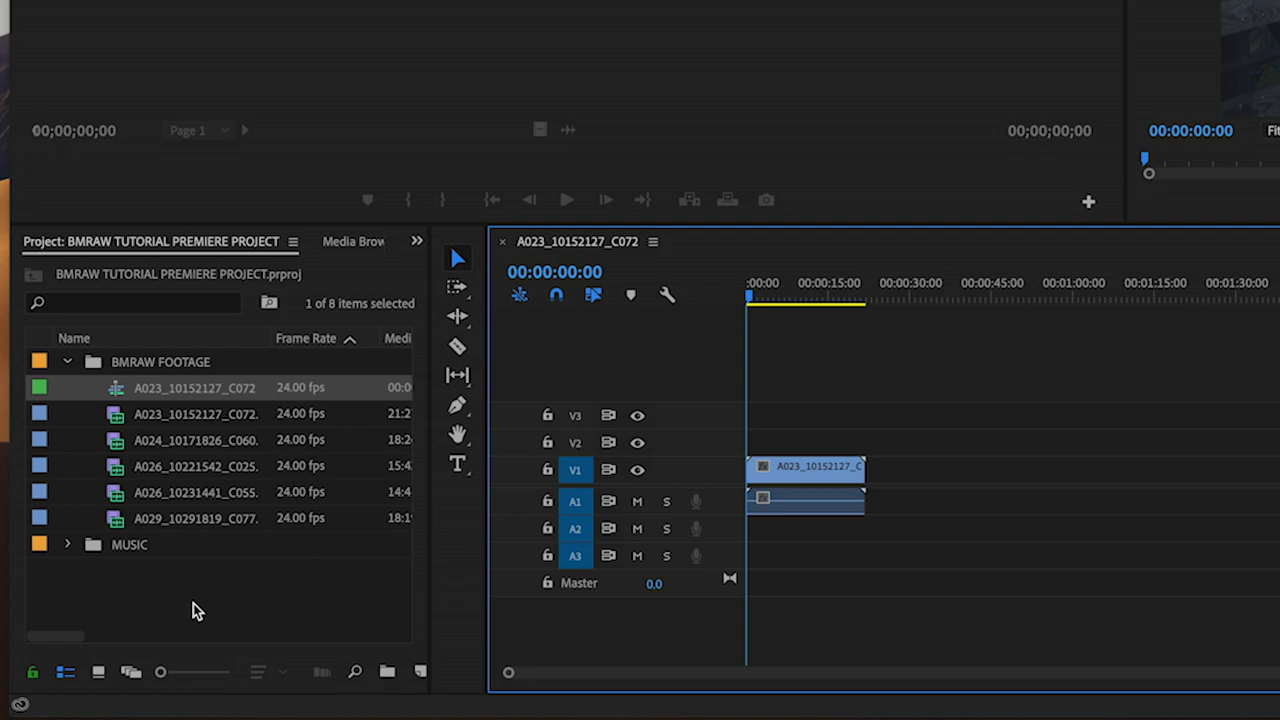 00;00;00;00 Page 1 00;00;00;00 00:00:00:00 Fit
Project: BMRAW TUTORIAL PREMIERE PROJECT Media Brow
BMRAW TUTORIAL PREMIERE PROJECT.prproj
1 of 8 items selected
Name Frame Rate Medi
BMRAW FOOTAGE
A023_10152127_C072 24.00 fps 00:0
A023_10152127_C072. 24.00 fps 21:2
A024_10171826_C060. 24.00 fps 18:2
A026_10221542_C025. 24.00 fps 15:4
A026_10231441_C055. 24.00 fps 14:4
A029_10291819_C077. 24.00 fps 18:1
MUSIC
A023_10152127_C072
00:00:00:00
:00:00 00:00:15:00 00:00:30:00 00:00:45:00 00:01:00:00 00:01:15:00 00:01:30:00
V3
V2
V1 A023_10152127_C
A1 M S
A2 M S
A3 M S
Master 0.0